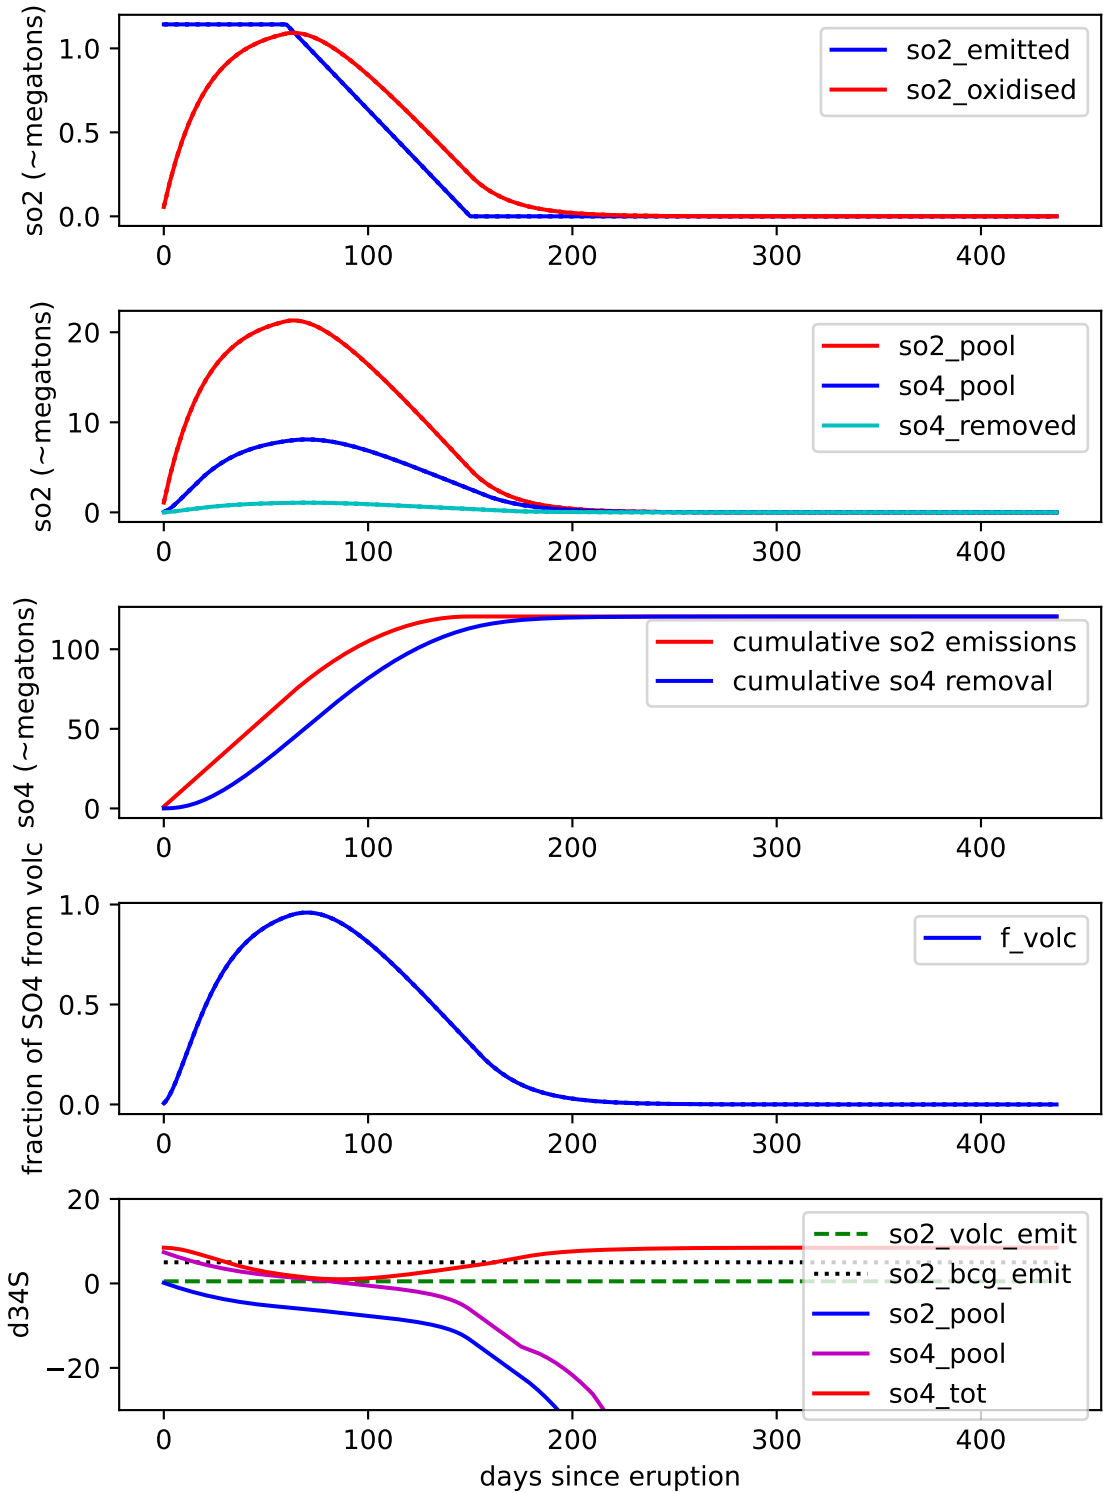 so2 (~megatons)
1.0
0.5
0.0
so2_emitted
so2_oxidised
0 100 200 300 400
so2 (~megatons)
20
10
0
so2_pool
so4_pool
so4_removed
0 100 200 300 400
so4 (~megatons)
100
50
0
cumulative so2 emissions
cumulative so4 removal
0 100 200 300 400
fraction of SO4 from volc
1.0
0.5
0.0
f_volc
0 100 200 300 400
d34S
20
0
−20
so2_volc_emit
so2_bcg_emit
so2_pool
so4_pool
so4_tot
0 100 200 300 400
days since eruption